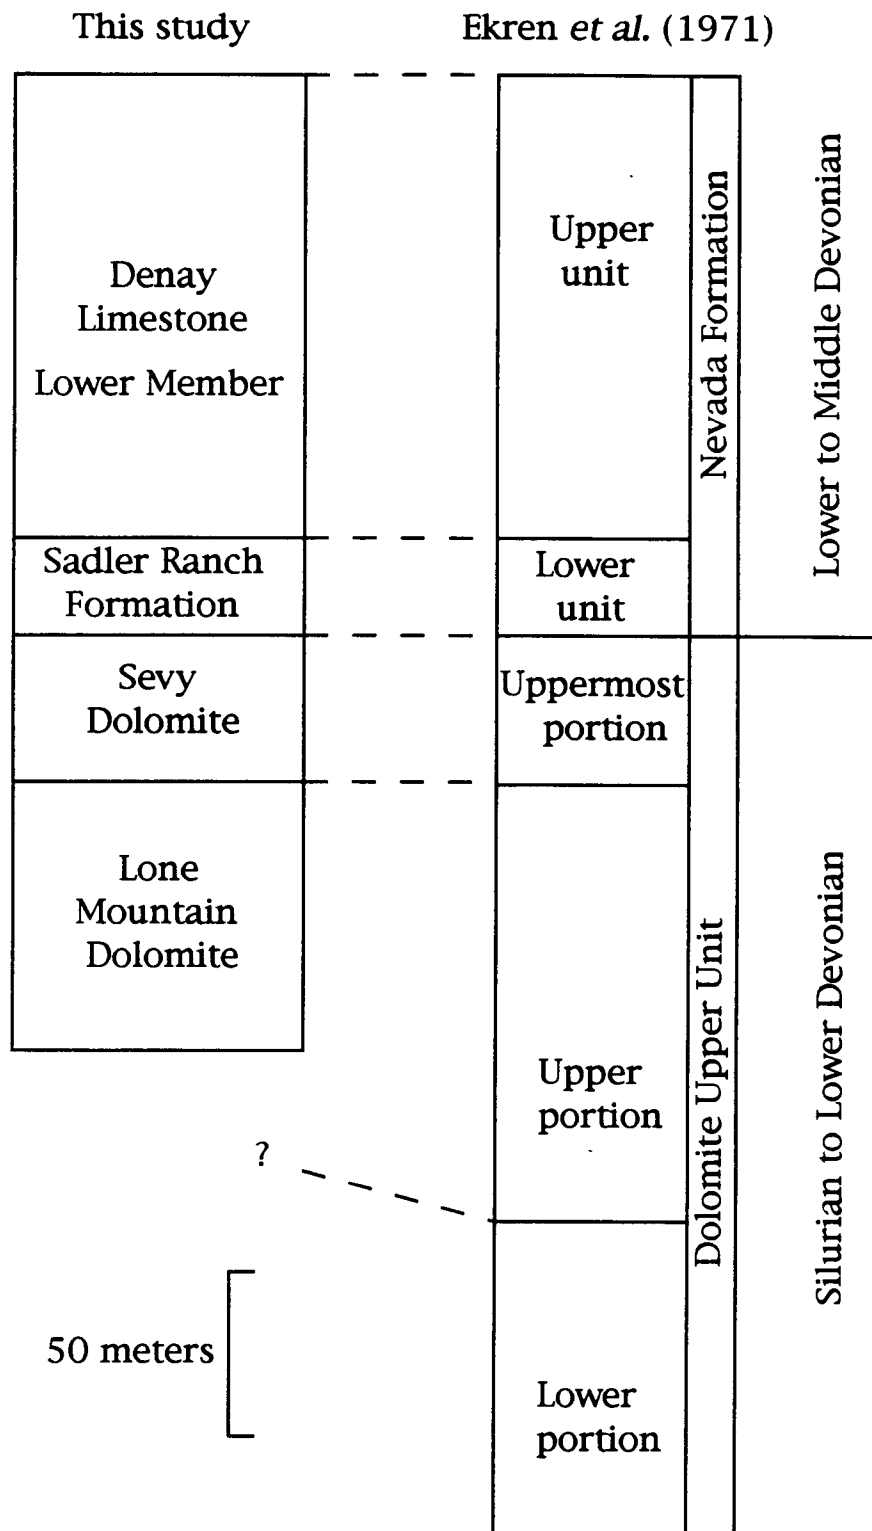 This study
Ekren et al. (1971)
Denay
Limestone
Lower Member
Sadler Ranch
Formation
Sevy
Dolomite
Lone
Mountain
Dolomite
?
50 meters
Upper
unit
Lower
unit
Uppermost
portion
Upper
portion
Lower
portion
Nevada Formation
Dolomite Upper Unit
Lower to Middle Devonian
Silurian to Lower Devonian